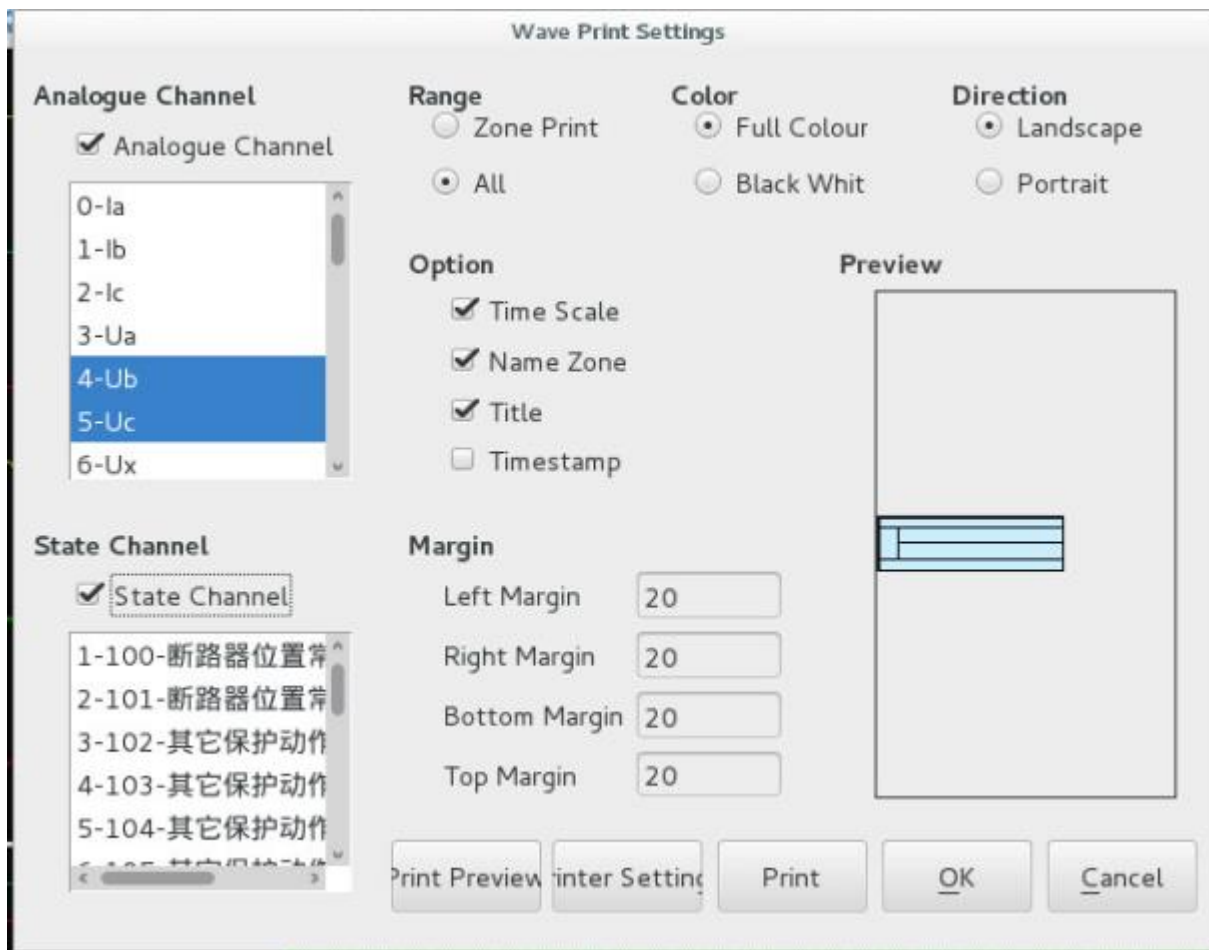 Wave Print Settings
Analogue Channel
Analogue Channel
0-Ia
1-Ib
2-Ic
3-Ua
4-Ub
5-Uc
6-Ux
Range
Zone Print
All
Color
Full Colour
Black Whit
Direction
Landscape
Portrait
Option
Time Scale
Name Zone
Title
Timestamp
Preview
State Channel
State Channel
1-100-断路器位置常
2-101-断路器位置常
3-102-其它保护动作
4-103-其它保护动作
5-104-其它保护动作
Margin
Left Margin 20
Right Margin 20
Bottom Margin 20
Top Margin 20
Print Preview
inter Setting
Print
OK
Cancel